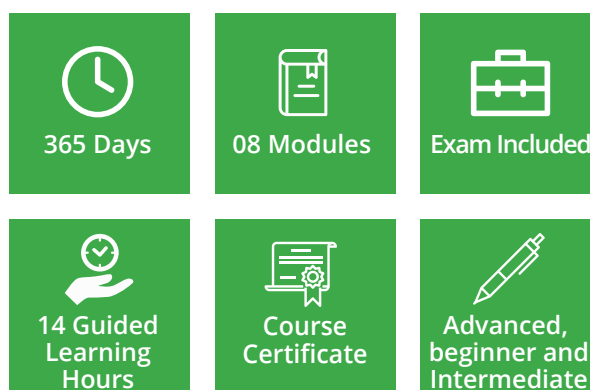 365 Days
08 Modules
Exam Included
14 Guided
Learning
Hours
Course
Certificate
Advanced,
beginner and
Intermediate